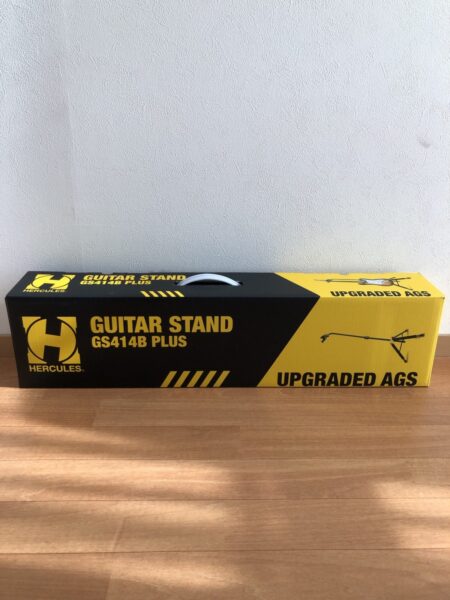 GUITAR STAND
GS414B PLUS
HERCULES
UPGRADED AGS
H
GUITAR STAND
GS414B PLUS
HERCULES®
UPGRADED AGS